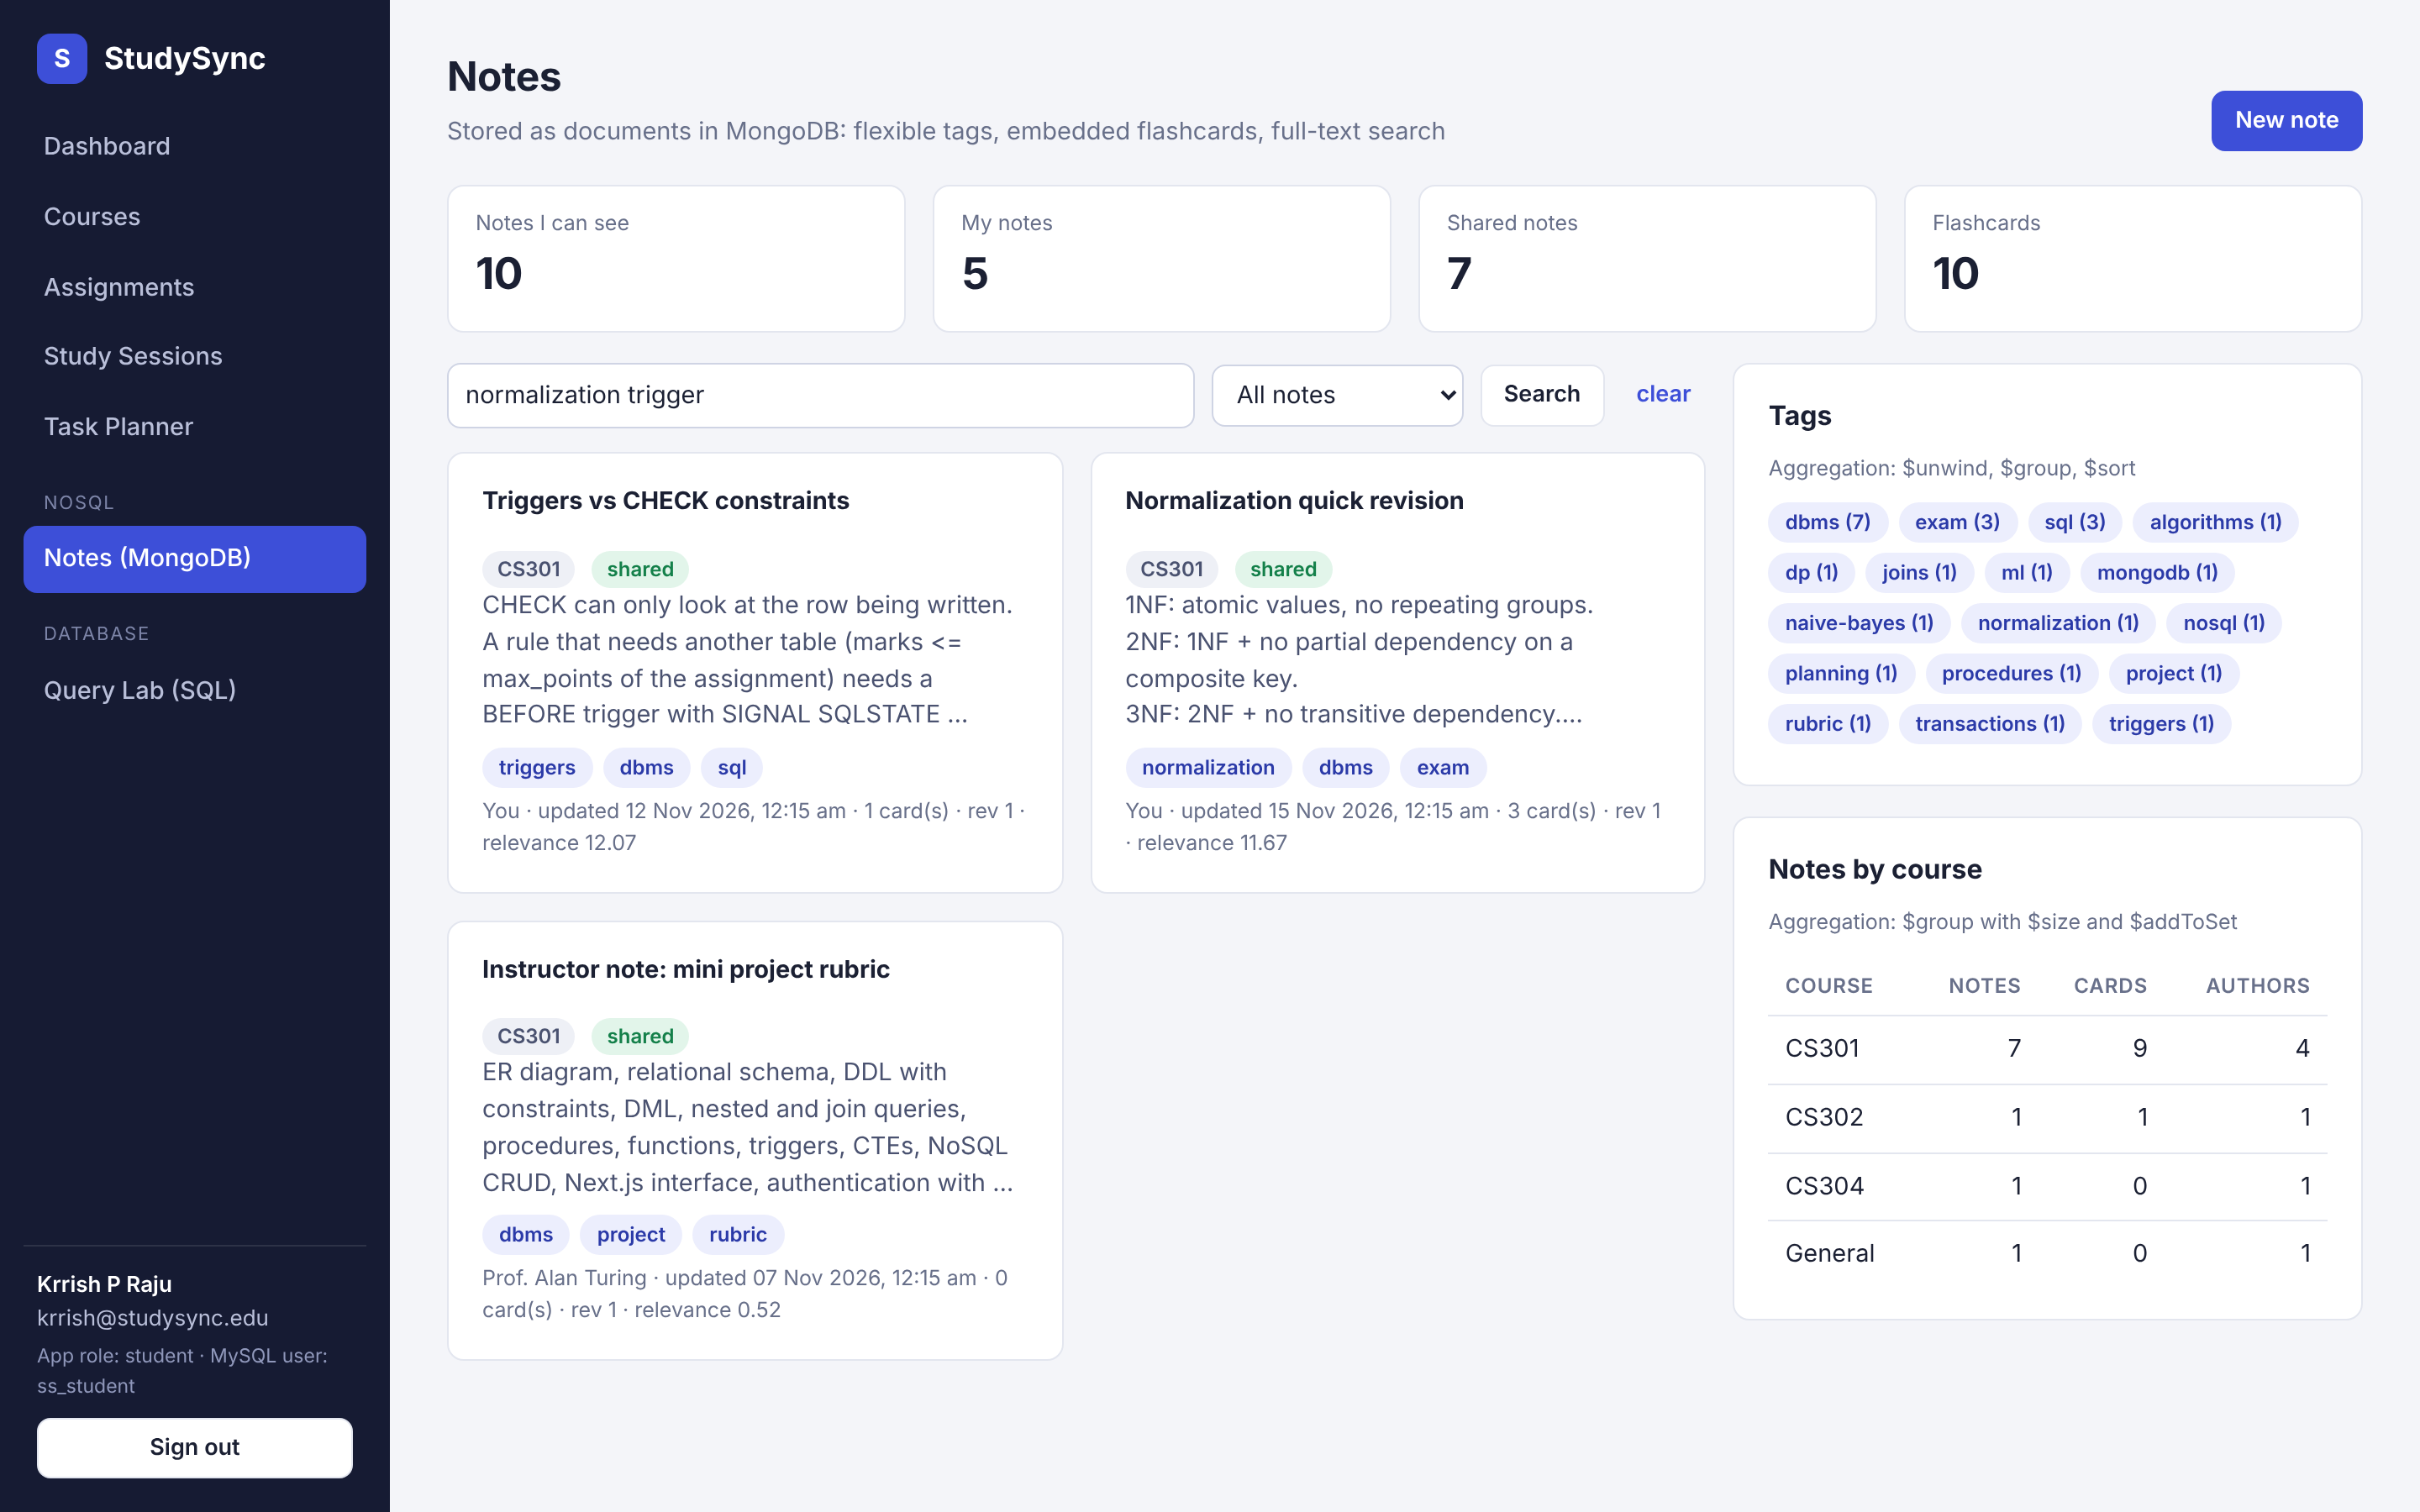 S StudySync
Dashboard
Courses
Assignments
Study Sessions
Task Planner
NOSQL
Notes (MongoDB)
DATABASE
Query Lab (SQL)
Krrish P Raju
krrish@studysync.edu
App role: student · MySQL user:
ss_student
Sign out
Notes
Stored as documents in MongoDB: flexible tags, embedded flashcards, full-text search
New note
Notes I can see
10
My notes
5
Shared notes
7
Flashcards
10
normalization trigger
All notes
Search
clear
Triggers vs CHECK constraints
CS301 shared
CHECK can only look at the row being written.
A rule that needs another table (marks <=
max_points of the assignment) needs a
BEFORE trigger with SIGNAL SQLSTATE ...
triggers dbms sql
You · updated 12 Nov 2026, 12:15 am · 1 card(s) · rev 1 ·
relevance 12.07
Normalization quick revision
CS301 shared
1NF: atomic values, no repeating groups.
2NF: 1NF + no partial dependency on a
composite key.
3NF: 2NF + no transitive dependency....
normalization dbms exam
You · updated 15 Nov 2026, 12:15 am · 3 card(s) · rev 1
· relevance 11.67
Instructor note: mini project rubric
CS301 shared
ER diagram, relational schema, DDL with
constraints, DML, nested and join queries,
procedures, functions, triggers, CTEs, NoSQL
CRUD, Next.js interface, authentication with ...
dbms project rubric
Prof. Alan Turing · updated 07 Nov 2026, 12:15 am · 0
card(s) · rev 1 · relevance 0.52
Tags
Aggregation: $unwind, $group, $sort
dbms (7) exam (3) sql (3) algorithms (1)
dp (1) joins (1) ml (1) mongodb (1)
naive-bayes (1) normalization (1) nosql (1)
planning (1) procedures (1) project (1)
rubric (1) transactions (1) triggers (1)
Notes by course
Aggregation: $group with $size and $addToSet
COURSE NOTES CARDS AUTHORS
CS301 7 9 4
CS302 1 1 1
CS304 1 0 1
General 1 0 1